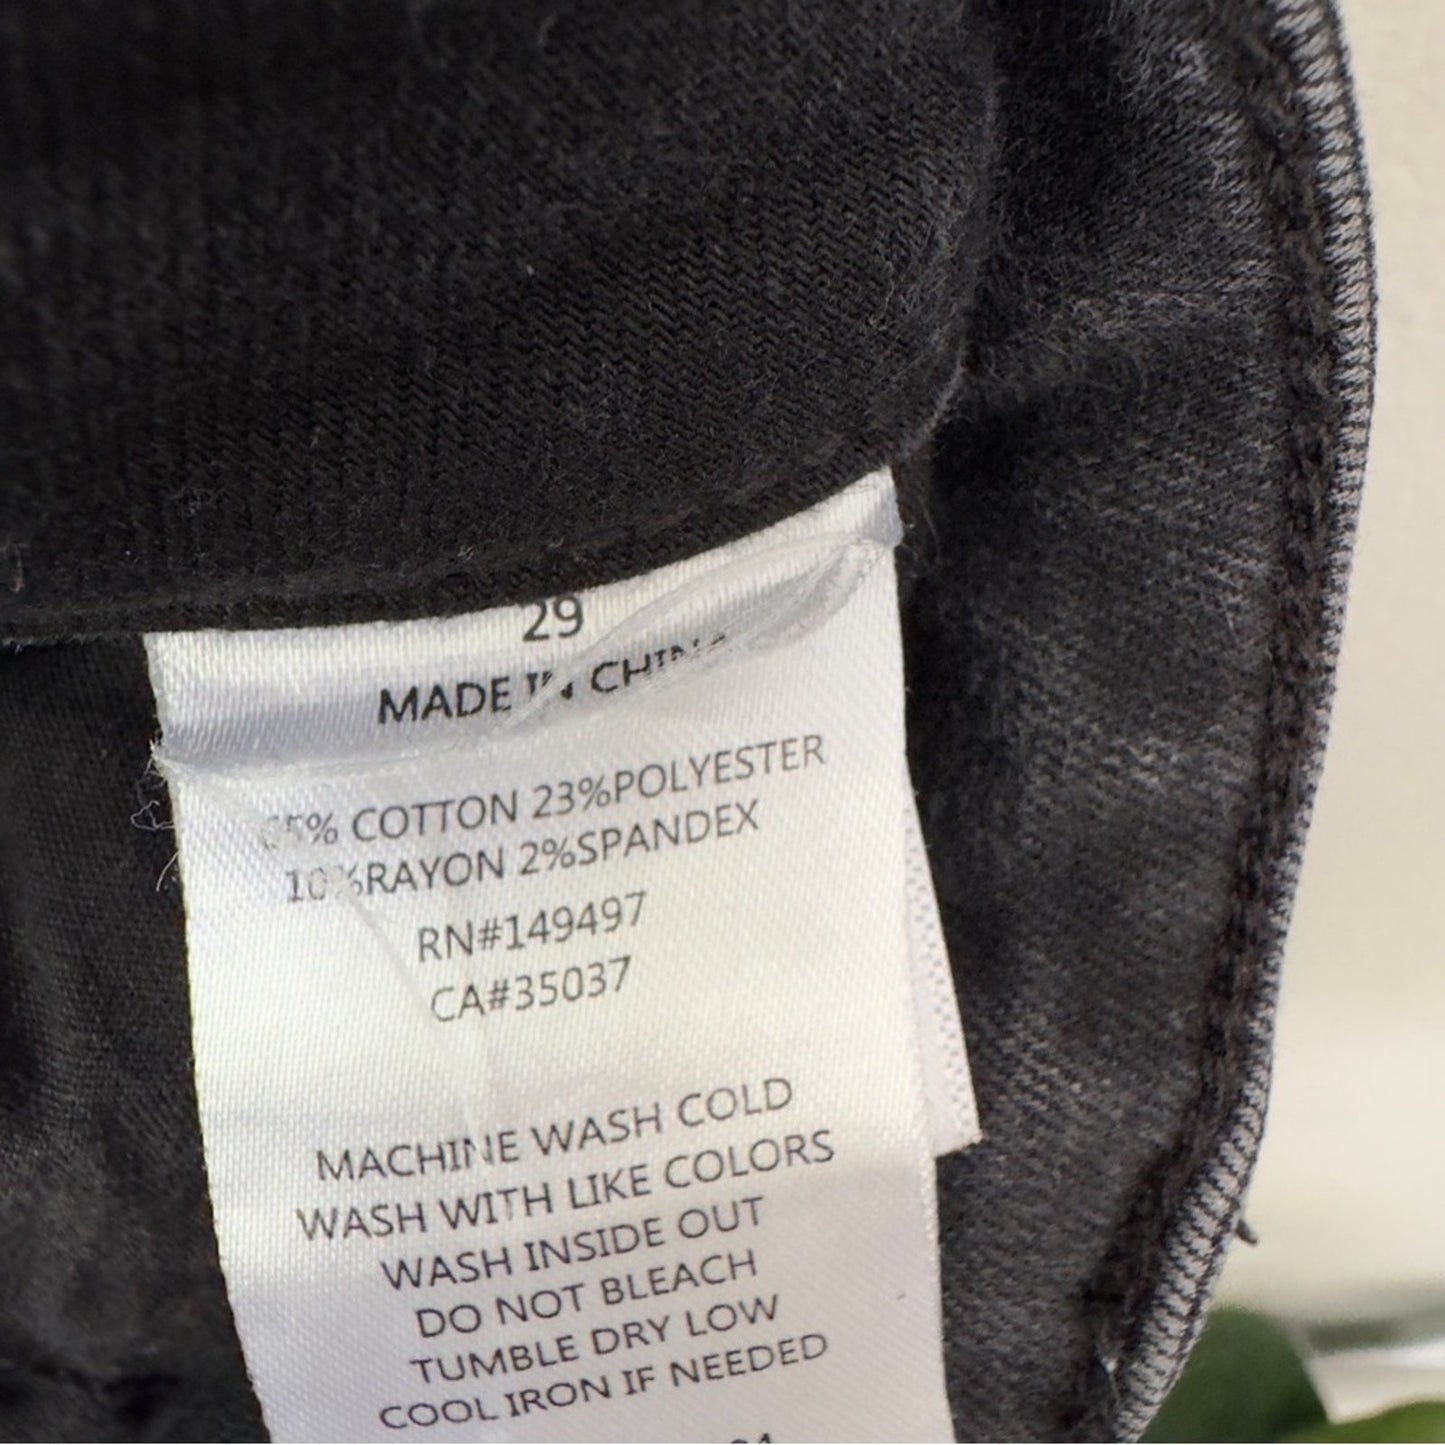 29
MADE IN CHINA
65% COTTON 23%POLYESTER
10%RAYON 2%SPANDEX
RN#149497
CA#35037
MACHINE WASH COLD
WASH WITH LIKE COLORS
WASH INSIDE OUT
DO NOT BLEACH
TUMBLE DRY LOW
COOL IRON IF NEEDED